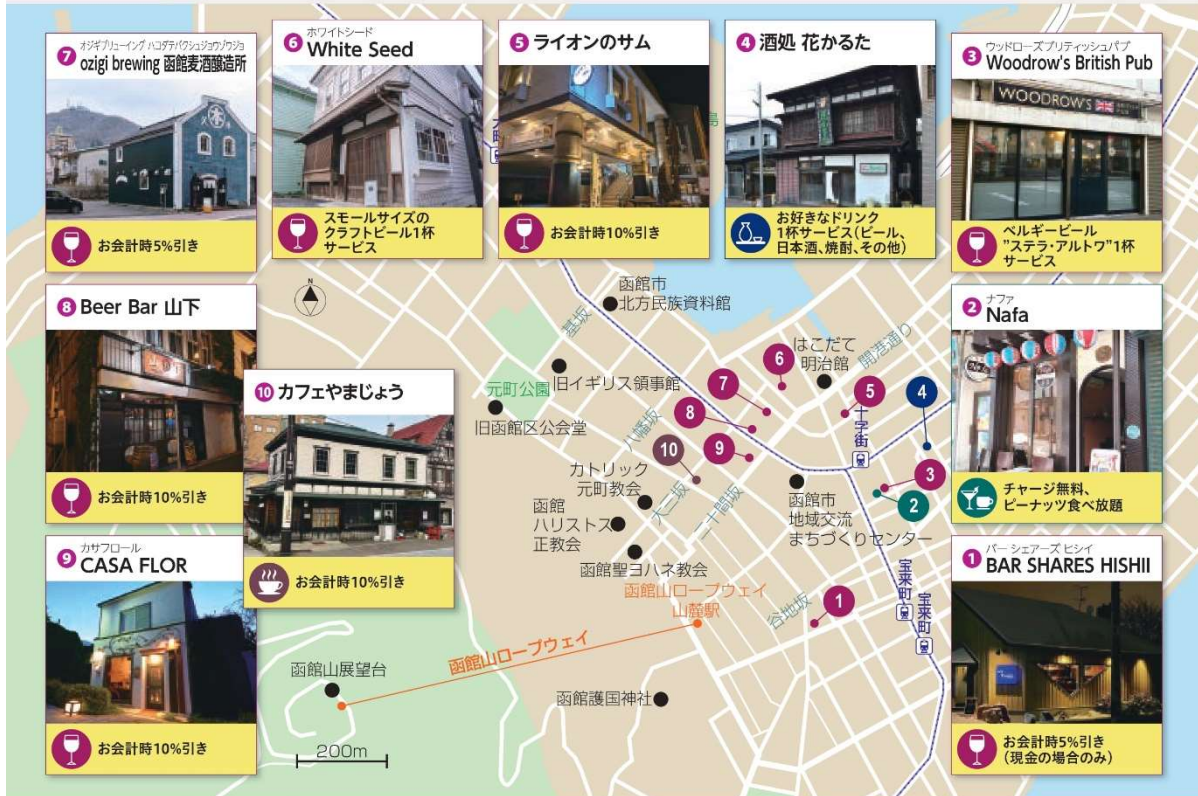 オジギブリューイング ハコダテバクシュジョウゾウジョ
7 ozigi brewing 函館麦酒醸造所
お会計時5%引き
ホワイトシード
6 White Seed
スモールサイズの
クラフトビール1杯
サービス
5 ライオンのサム
お会計時10%引き
4 酒処 花かるた
お好きなドリンク
1杯サービス(ビール、
日本酒、焼酎、その他)
ウッドローズブリティッシュパブ
3 Woodrow's British Pub
WOODROW'S
ベルギービール
"ステラ・アルトワ"1杯
サービス
8 Beer Bar 山下
お会計時10%引き
10 カフェやまじょう
お会計時10%引き
カサフロール
9 CASA FLOR
お会計時10%引き
ナファ
2 Nafa
チャージ無料、
ピーナッツ食べ放題
バー シェアーズ ヒシイ
1 BAR SHARES HISHII
お会計時5%引き
(現金の場合のみ)
N
函館市
北方民族資料館
基坂
元町公園
旧イギリス領事館
旧函館区公会堂
はこだて
明治館
開港通り
6
7
5
4
8
十字街
八幡坂
10
9
3
2
カトリック
元町教会
大三坂
二十間坂
函館市
地域交流
まちづくりセンター
函館
ハリストス
正教会
函館聖ヨハネ教会
函館山ロープウェイ
山麓駅
谷地坂
1
宝来町
宝来町
函館山ロープウェイ
函館山展望台
函館護国神社
200m